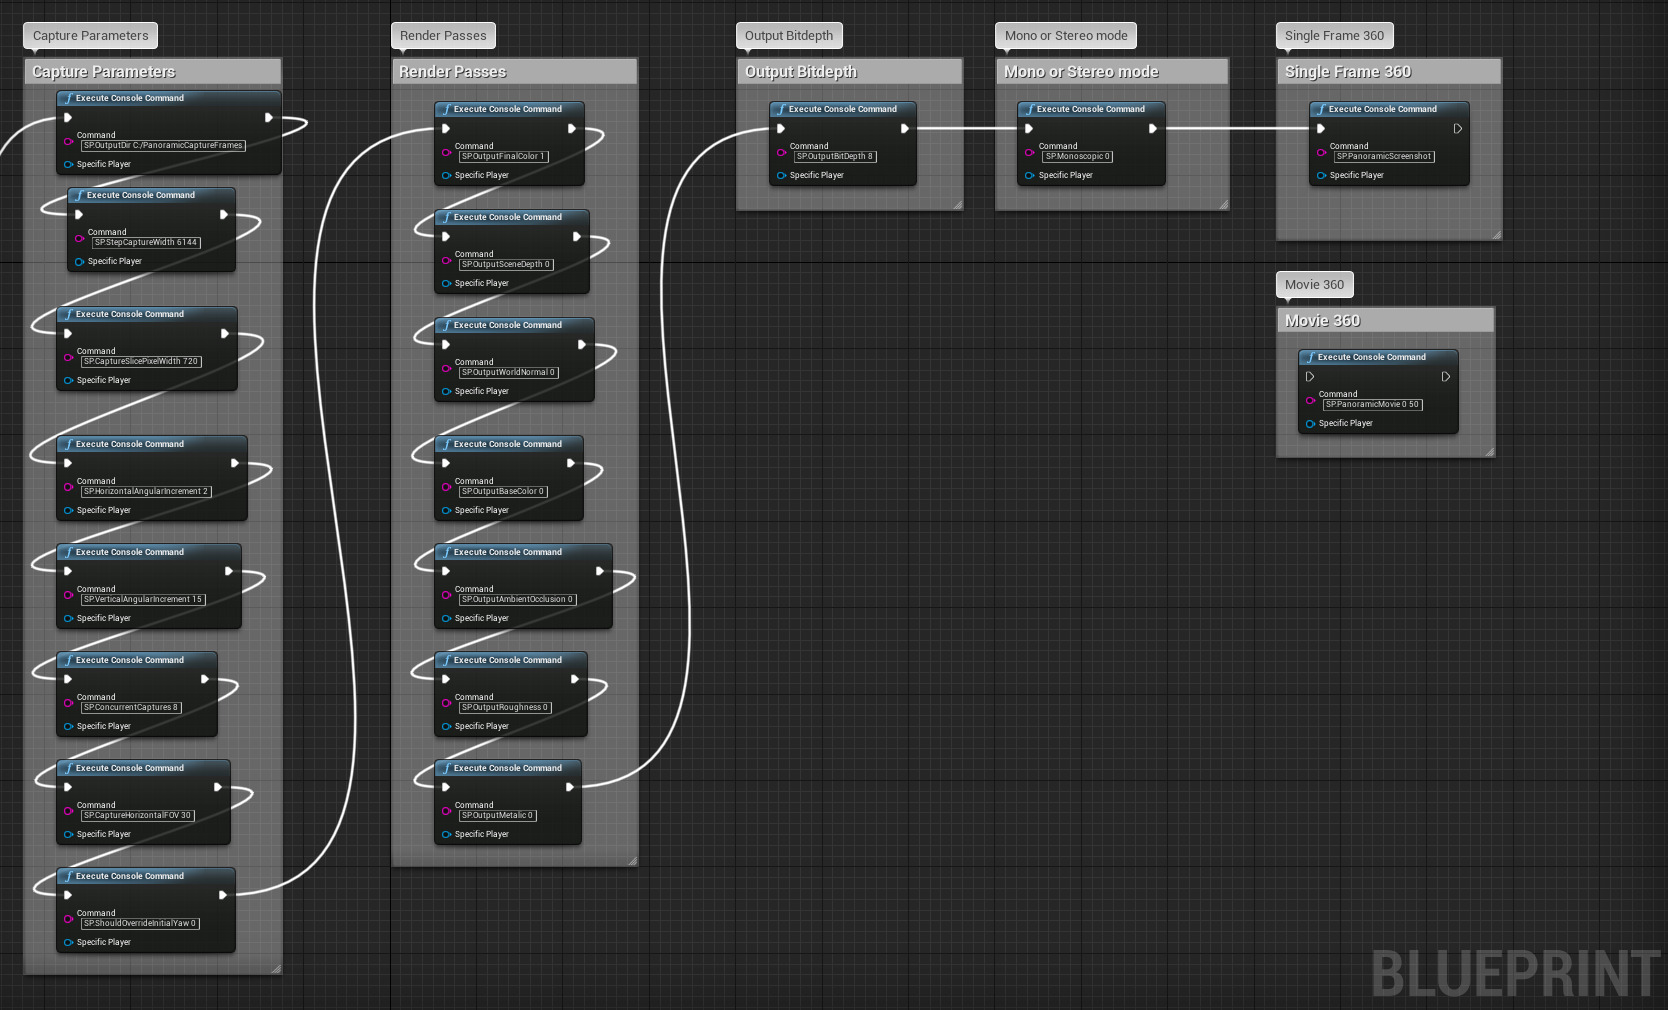 Capture Parameters
Capture Parameters
Execute Console Command
Command
SP.OutputDir C:/PanoramicCaptureFrames
Specific Player
Execute Console Command
Command
SP.StepCaptureWidth 6144
Specific Player
Execute Console Command
Command
SP.CaptureSlicePixelWidth 720
Specific Player
Execute Console Command
Command
SP.HorizontalAngularIncrement 2
Specific Player
Execute Console Command
Command
SP.VerticalAngularIncrement 15
Specific Player
Execute Console Command
Command
SP.ConcurrentCaptures 8
Specific Player
Execute Console Command
Command
SP.CaptureHorizontalFOV 30
Specific Player
Execute Console Command
Command
SP.ShouldOverrideInitialYaw 0
Specific Player
Render Passes
Render Passes
Execute Console Command
Command
SP.OutputFinalColor 1
Specific Player
Execute Console Command
Command
SP.OutputSceneDepth 0
Specific Player
Execute Console Command
Command
SP.OutputWorldNormal 0
Specific Player
Execute Console Command
Command
SP.OutputBaseColor 0
Specific Player
Execute Console Command
Command
SP.OutputAmbientOcclusion 0
Specific Player
Execute Console Command
Command
SP.OutputRoughness 0
Specific Player
Execute Console Command
Command
SP.OutputMetalic 0
Specific Player
Output Bitdepth
Output Bitdepth
Execute Console Command
Command
SP.OutputBitDepth 8
Specific Player
Mono or Stereo mode
Mono or Stereo mode
Execute Console Command
Command
SP.Monoscopic 0
Specific Player
Single Frame 360
Single Frame 360
Execute Console Command
Command
SP.PanoramicScreenshot
Specific Player
Movie 360
Movie 360
Execute Console Command
Command
SP.PanoramicMovie 0 50
Specific Player
BLUEPRINT